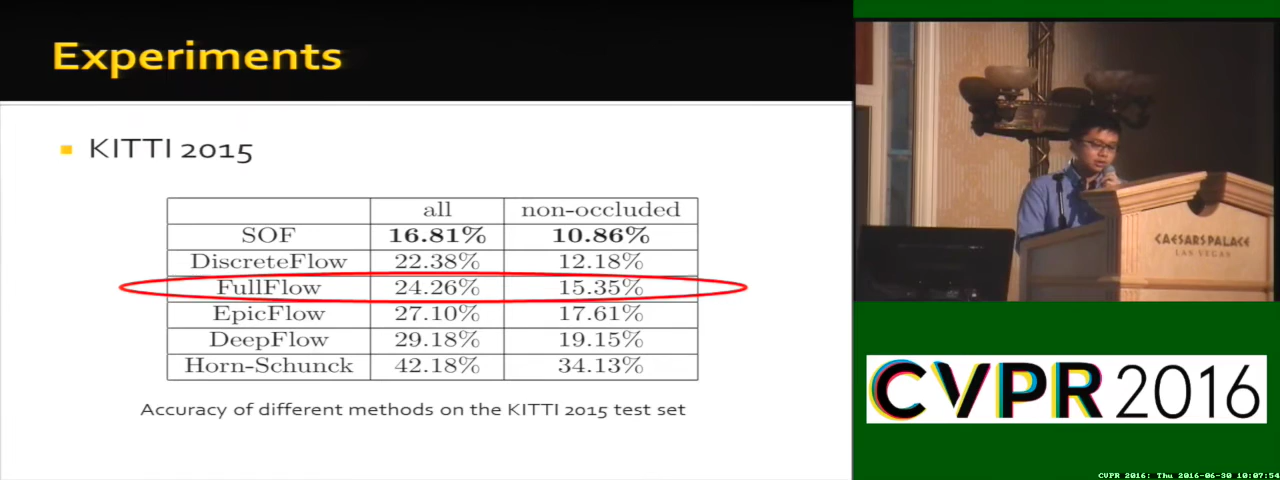 Experiments
KITTI 2015
all non-occluded
SOF 16.81% 10.86%
DiscreteFlow 22.38% 12.18%
FullFlow 24.26% 15.35%
EpicFlow 27.10% 17.61%
DeepFlow 29.18% 19.15%
Horn-Schunck 42.18% 34.13%
Accuracy of different methods on the KITTI 2015 test set
CAESARS PALACE
LAS VEGAS
CVPR 2016
CVPR 2016: Thu 2016-06-30 10:07:54